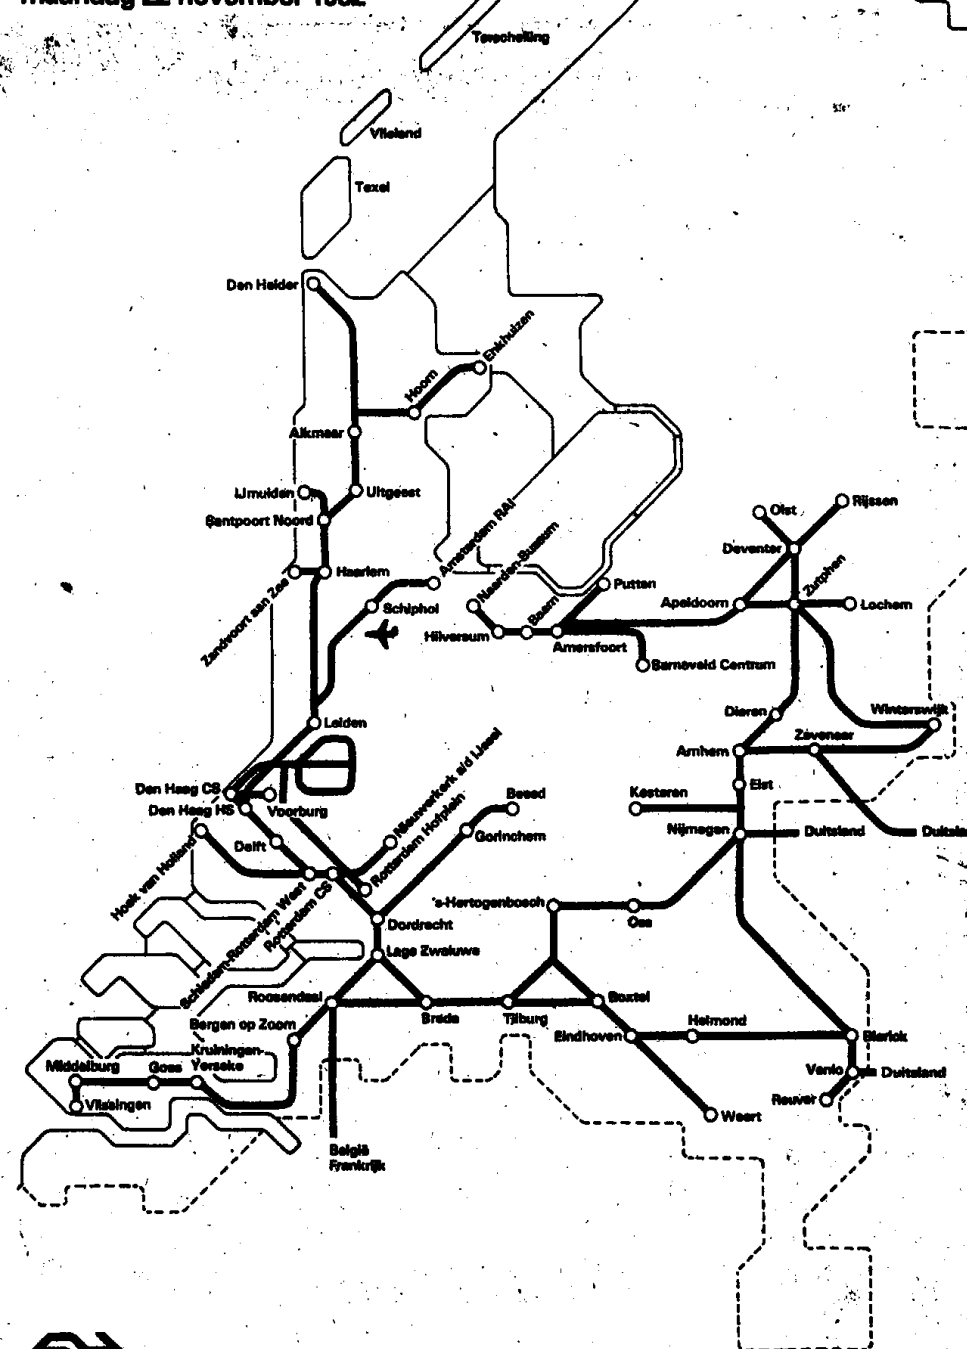 maandag 22 november 1982
Terschelling
Vlieland
Texel
Den Helder
Enkhuizen
Hoorn
Alkmaar
IJmuiden
Uitgeest
Santpoort Noord
Amsterdam RAI
Naarden-Bussum
Olst
Rijssen
Deventer
Zandvoort aan Zee
Haarlem
Schiphol
Baarn
Putten
Zutphen
Apeldoorn
Lochem
Hilversum
Amersfoort
Barneveld Centrum
Leiden
Dieren
Winterswijk
Zevenaar
Arnhem
Den Haag CS
Den Haag HS
Voorburg
Nieuwerkerk a/d IJssel
Rotterdam Hofplein
Beesd
Kesteren
Elst
Gorinchem
Nijmegen
Duitsland
Duitsla
Delft
Hoek van Holland
Schiedam-Rotterdam West
Rotterdam CS
's-Hertogenbosch
Oss
Dordrecht
Lage Zwaluwe
Roosendaal
Breda
Tilburg
Boxtel
Bergen op Zoom
Eindhoven
Helmond
Blerick
Kruiningen-
Yerseke
Middelburg
Goes
Venlo
Duitsland
Vlissingen
Reuver
Weert
België
Frankrijk